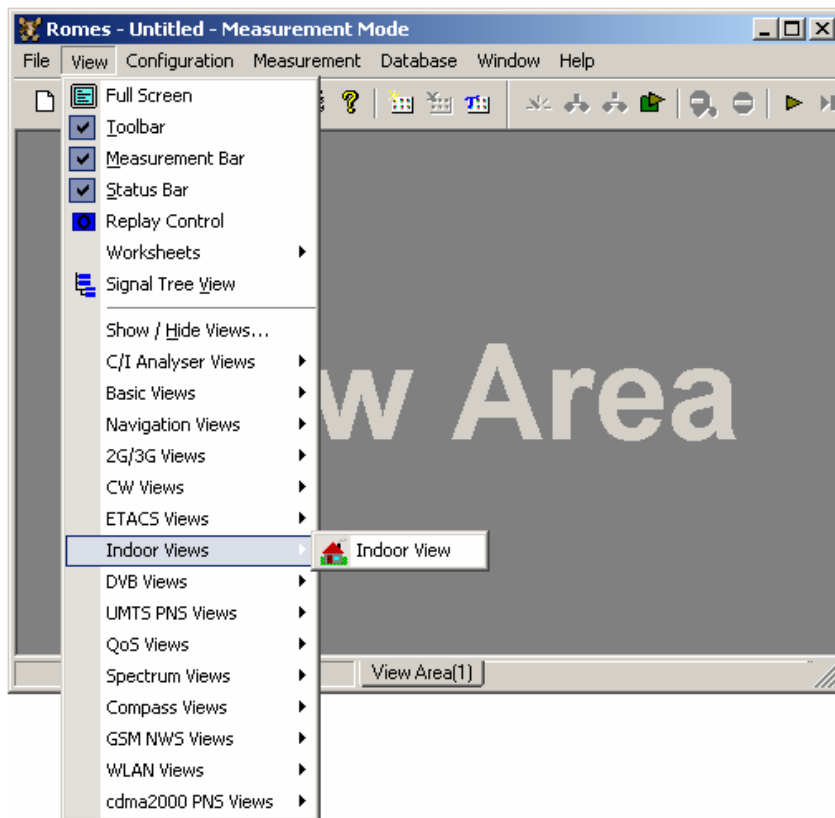 Romes - Untitled - Measurement Mode
File View Configuration Measurement Database Window Help
Full Screen
Toolbar
Measurement Bar
Status Bar
Replay Control
Worksheets
Signal Tree View
Show / Hide Views...
C/I Analyser Views
Basic Views
Navigation Views
2G/3G Views
CW Views
ETACS Views
Indoor Views
Indoor View
DVB Views
UMTS PNS Views
QoS Views
Spectrum Views
Compass Views
GSM NWS Views
WLAN Views
cdma2000 PNS Views
w Area
View Area(1)